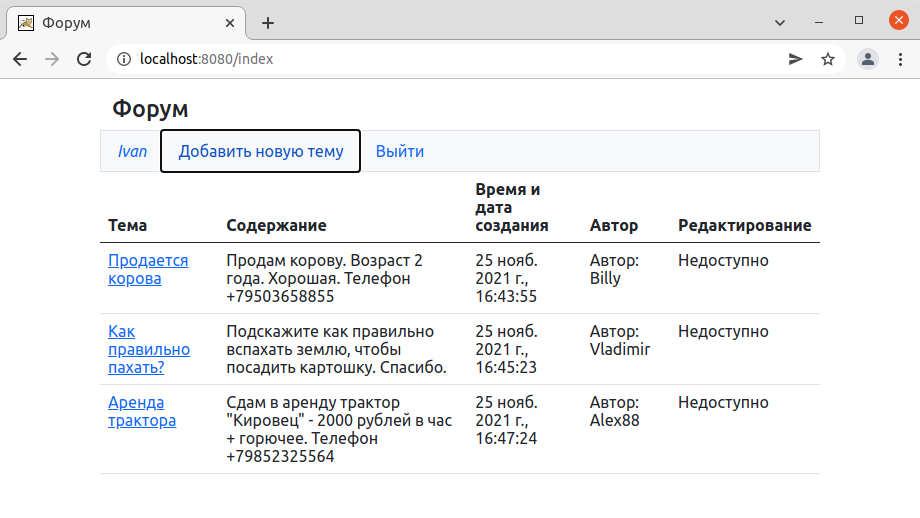 Форум
localhost:8080/index
Форум
Ivan Добавить новую тему Выйти
Тема Содержание Время и дата создания Автор Редактирование
Продается корова
Продам корову. Возраст 2
года. Хорошая. Телефон
+79503658855
25 нояб.
2021 г.,
16:43:55
Автор:
Billy
Недоступно
Как
правильно
пахать?
Подскажите как правильно
вспахать землю, чтобы
посадить картошку. Спасибо.
25 нояб.
2021 г.,
16:45:23
Автор:
Vladimir
Недоступно
Аренда
трактора
Сдам в аренду трактор
"Кировец" - 2000 рублей в час
+ горючее. Телефон
+79852325564
25 нояб.
2021 г.,
16:47:24
Автор:
Alex88
Недоступно